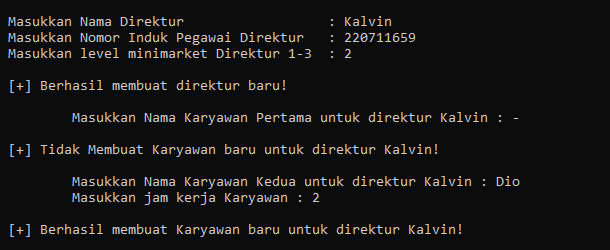 Masukkan Nama Direktur : Kalvin
Masukkan Nomor Induk Pegawai Direktur : 220711659
Masukkan level minimarket Direktur 1-3 : 2
[+] Berhasil membuat direktur baru!
Masukkan Nama Karyawan Pertama untuk direktur Kalvin : -
[+] Tidak Membuat Karyawan baru untuk direktur Kalvin!
Masukkan Nama Karyawan Kedua untuk direktur Kalvin : Dio
Masukkan jam kerja Karyawan : 2
[+] Berhasil membuat Karyawan baru untuk direktur Kalvin!